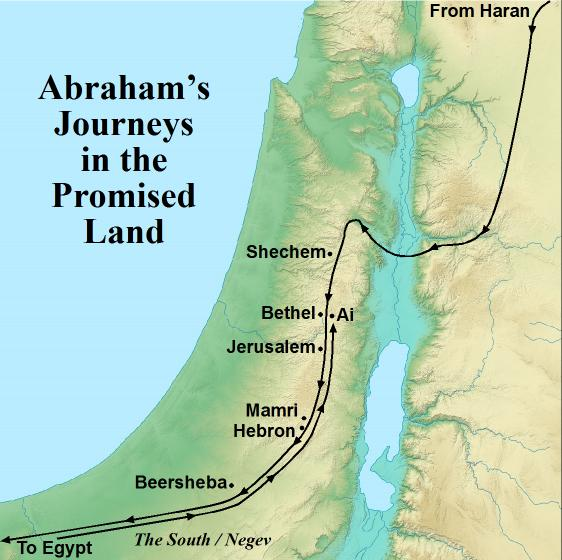 From Haran
Abraham's
Journeys
in the
Promised
Land
Shechem
Bethel
Ai
Jerusalem
Mamri
Hebron
Beersheba
To Egypt
The South / Negev